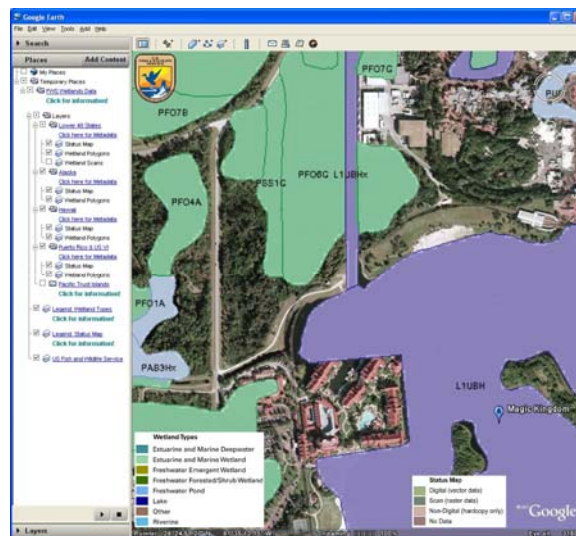 Google Earth
File Edit View Tools Add Help
Search
Places
Add Content
My Places
Temporary Places
FWS Wetlands Data
Click for information!
Layers
Lower 48 States
Click here for Metadata
Status Map
Wetland Polygons
Wetland Scans
Alaska
Click here for Metadata
Status Map
Wetland Polygons
Hawaii
Click here for Metadata
Status Map
Wetland Polygons
Puerto Rico & US VI
Click here for Metadata
Status Map
Wetland Polygons
Pacific Trust Islands
Click for information!
Legend, Wetland Types
Click for information!
Legend, Status Map
Click for information!
US Fish and Wildlife Service
Layers
PFO7G
PFO7B
PSS1G
PFO6G
L1UBHx
PFO4A
PFO1A
PAB3Hx
L1UBH
Magic Kingdom
Wetland Types
Estuarine and Marine Deepwater
Estuarine and Marine Wetland
Freshwater Emergent Wetland
Freshwater Forested/Shrub Wetland
Freshwater Pond
Lake
Other
Riverine
Status Map
Digital (vector data)
Scan (raster data)
Non-Digital (hardcopy only)
No Data
Google